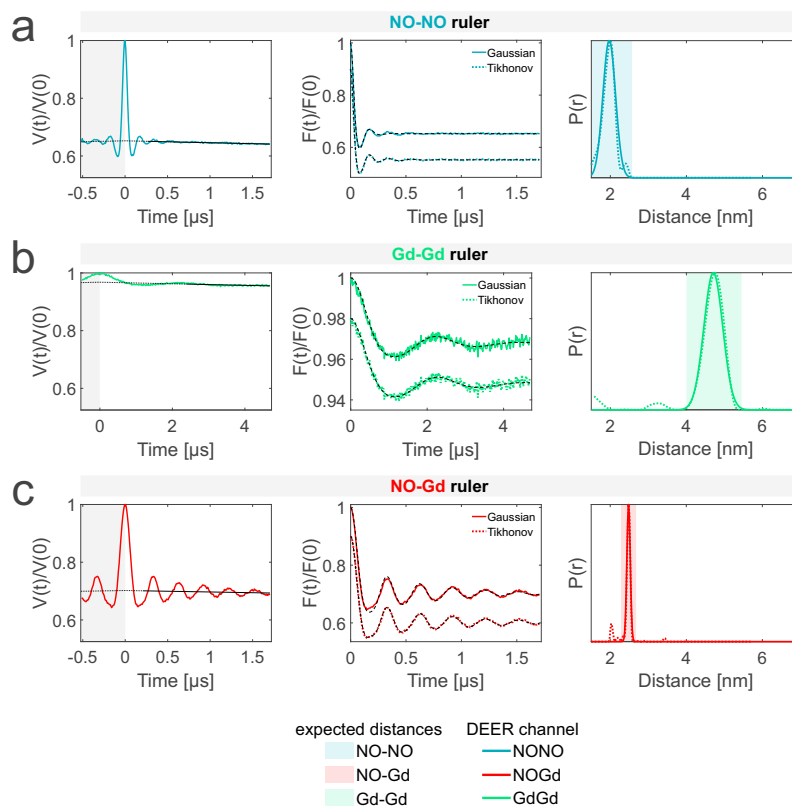 a
NO-NO ruler
V(t)/V(0)
1
0.8
0.6
-0.5 0 0.5 1 1.5
Time [µs]
F(t)/F(0)
1
0.8
0.6
0 0.5 1 1.5
Time [µs]
Gaussian
Tikhonov
P(r)
2 4 6
Distance [nm]
b
Gd-Gd ruler
V(t)/V(0)
1
0.8
0.6
0 2 4
Time [µs]
F(t)/F(0)
1
0.98
0.96
0.94
0 2 4
Time [µs]
Gaussian
Tikhonov
P(r)
2 4 6
Distance [nm]
c
NO-Gd ruler
V(t)/V(0)
1
0.8
0.6
-0.5 0 0.5 1 1.5
Time [µs]
F(t)/F(0)
1
0.8
0.6
0 0.5 1 1.5
Time [µs]
Gaussian
Tikhonov
P(r)
2 4 6
Distance [nm]
expected distances
NO-NO
NO-Gd
Gd-Gd
DEER channel
NONO
NOGd
GdGd